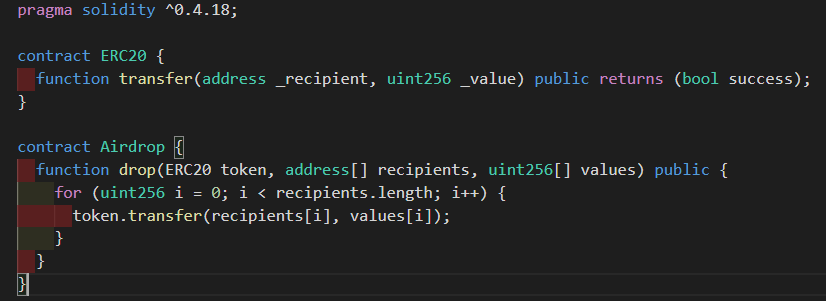 pragma solidity ^0.4.18;
contract ERC20 {
function transfer(address _recipient, uint256 _value) public returns (bool success);
}
contract Airdrop {
function drop(ERC20 token, address[] recipients, uint256[] values) public {
for (uint256 i = 0; i < recipients.length; i++) {
token.transfer(recipients[i], values[i]);
}
}
}